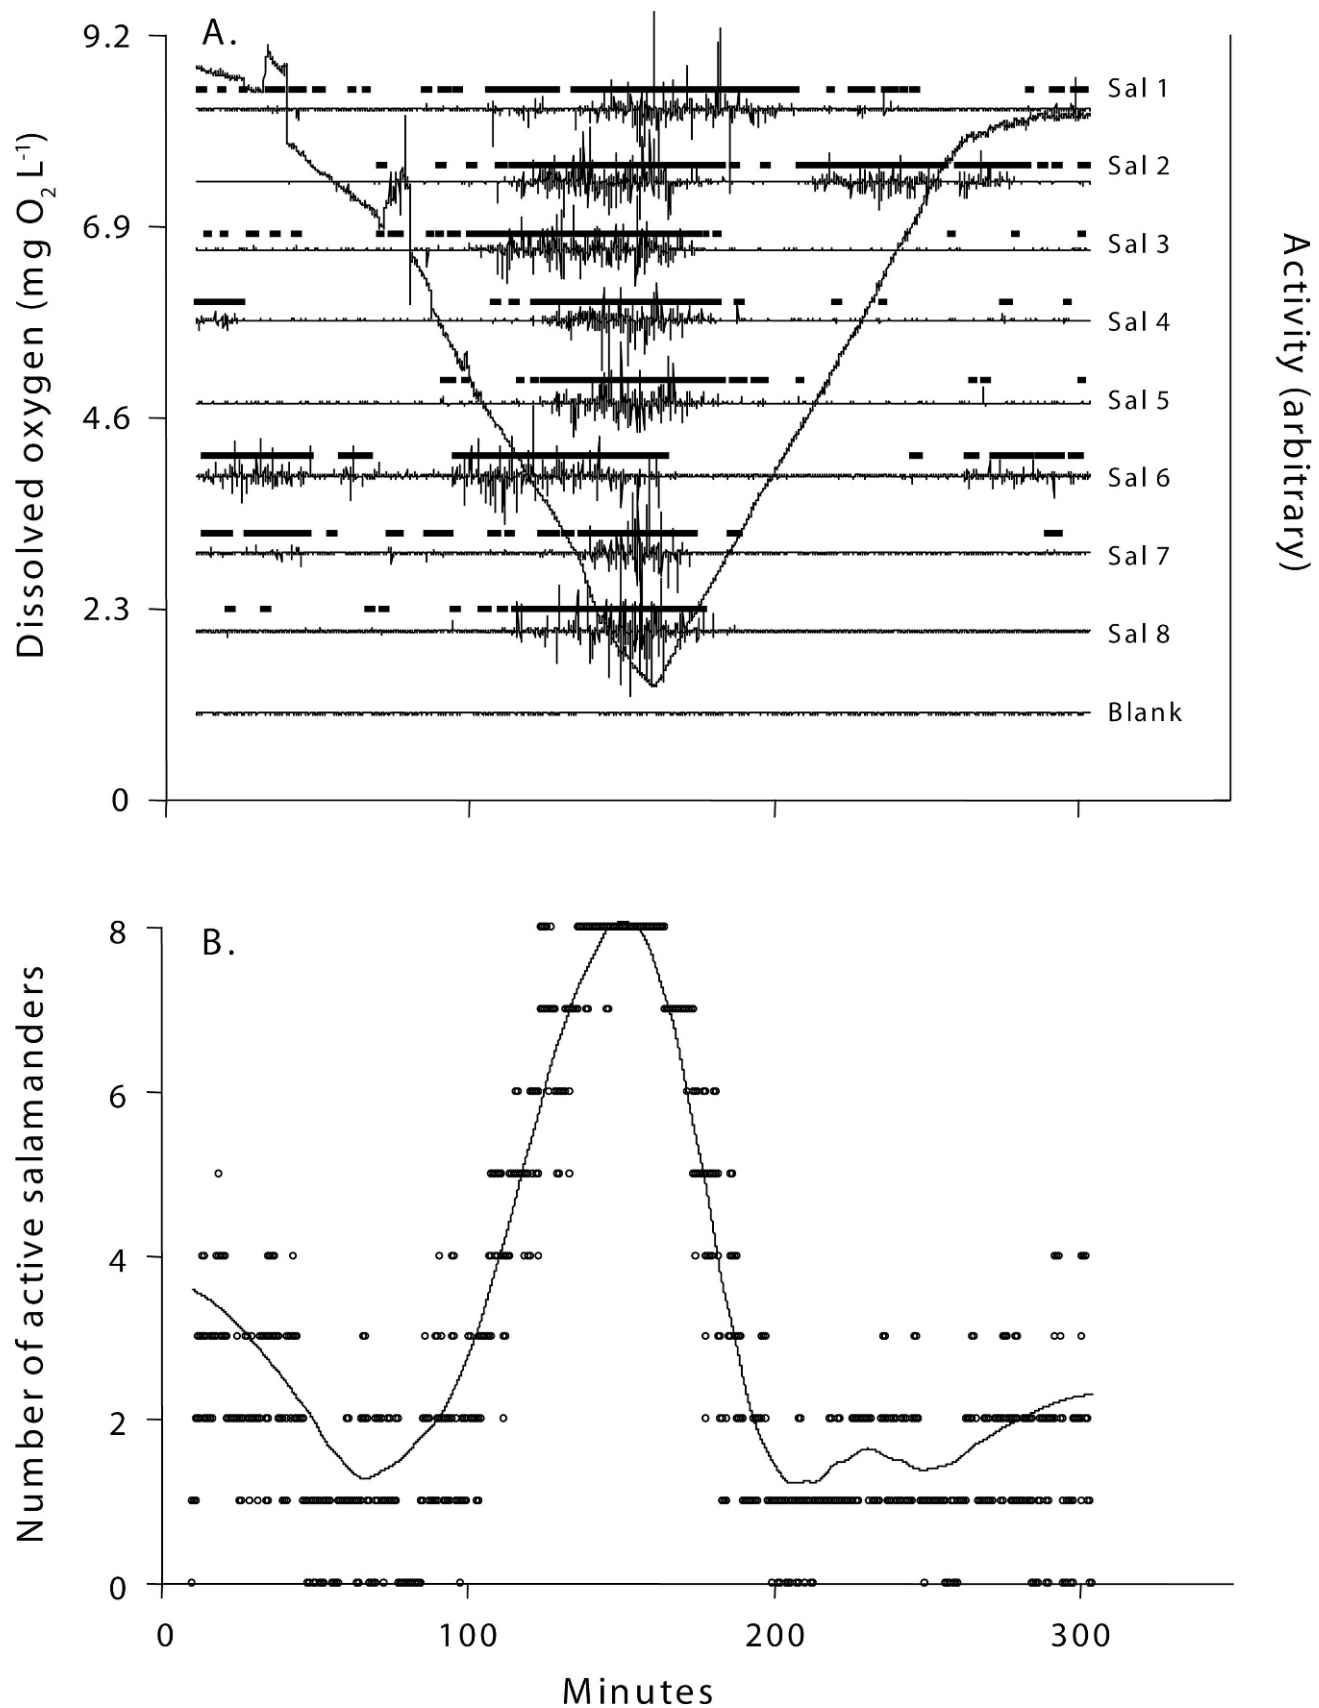 A.
9.2
6.9
4.6
2.3
0
Dissolved oxygen (mg O2 L-1)
Sal 1
Sal 2
Sal 3
Sal 4
Sal 5
Sal 6
Sal 7
Sal 8
Blank
Activity (arbitrary)
B.
8
6
4
2
0
Number of active salamanders
0 100 200 300
Minutes